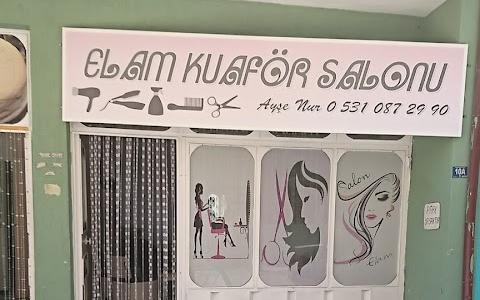 ELAM KUAFÖR SALONU
Ayşe Nur 0 531 087 29 90
10A
Salon
Elam